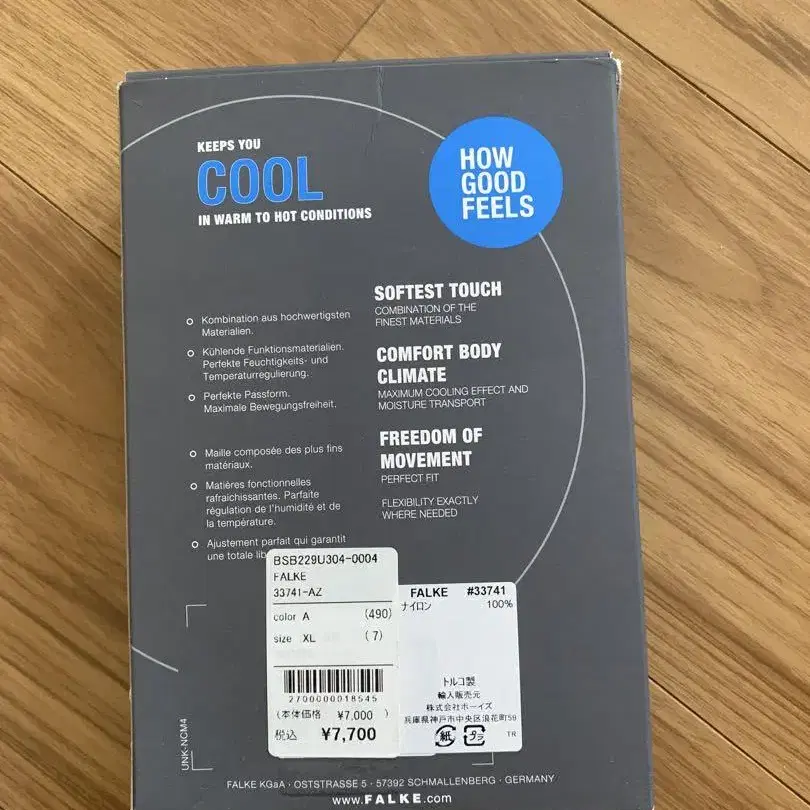 KEEPS YOU
COOL
IN WARM TO HOT CONDITIONS
HOW
GOOD
FEELS
Kombination aus hochwertigsten
Materialien.
Kühlende Funktionsmaterialien.
Perfekte Feuchtigkeits- und
Temperaturregulierung.
Perfekte Passform.
Maximale Bewegungsfreiheit.
Maille composée des plus fins
matériaux.
Matières fonctionnelles
rafraichissantes. Parfaite
régulation de l'humidité et de
la température.
Ajustement parfait qui garantit
une totale lib
SOFTEST TOUCH
COMBINATION OF THE
FINEST MATERIALS
COMFORT BODY
CLIMATE
MAXIMUM COOLING EFFECT AND
MOISTURE TRANSPORT
FREEDOM OF
MOVEMENT
PERFECT FIT
FLEXIBILITY EXACTLY
WHERE NEEDED
BSB229U304-0004
FALKE
33741-AZ
color A (490)
size XL (7)
2700000018545
(本体価格 ¥7,000 )
税込 ¥7,700
FALKE #33741
ナイロン 100%
トルコ製
輸入販売元
株式会社ボーイズ
兵庫県神戸市中央区浪花町59
紙 プラ TR
UNK-NCM4
FALKE KGaA · OSTSTRASSE 5 · 57392 SCHMALLENBERG · GERMANY
www.FALKE.com